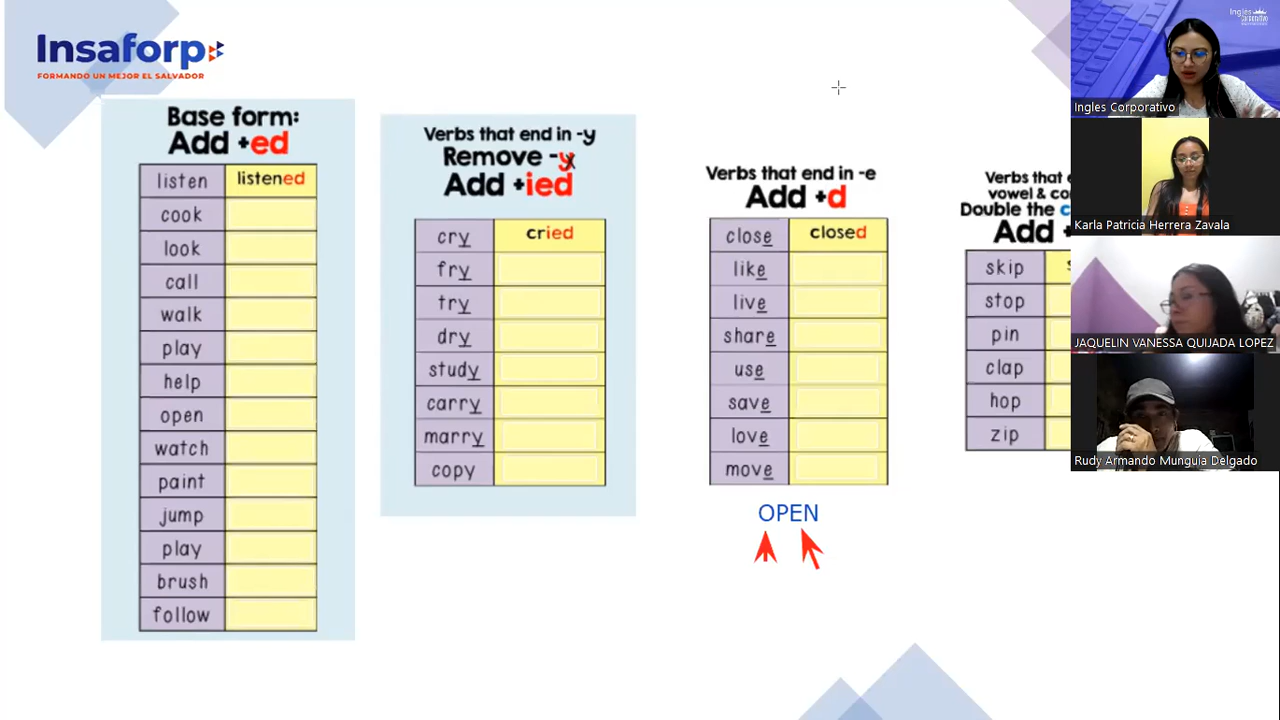 Insaforp
FORMANDO UN MEJOR EL SALVADOR
Base form:
Add +ed
listen listened
cook
look
call
walk
play
help
open
watch
paint
jump
play
brush
follow
Verbs that end in -y
Remove -y
Add +ied
cry cried
fry
try
dry
study
carry
marry
copy
Verbs that end in -e
Add +d
close closed
like
live
share
use
save
love
move
OPEN
Verbs that
vowel &
Double the
Add +
skip
stop
pin
clap
hop
zip
Ingles Corporativo
Karla Patricia Herrera Zavala
JAQUELIN VANESSA QUIJADA LOPEZ
Rudy Armando Munguia Delgado